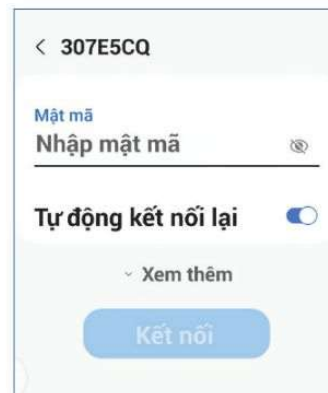 < 307E5CQ
Mật mã
Nhập mật mã
Tự động kết nối lại
Xem thêm
Kết nối